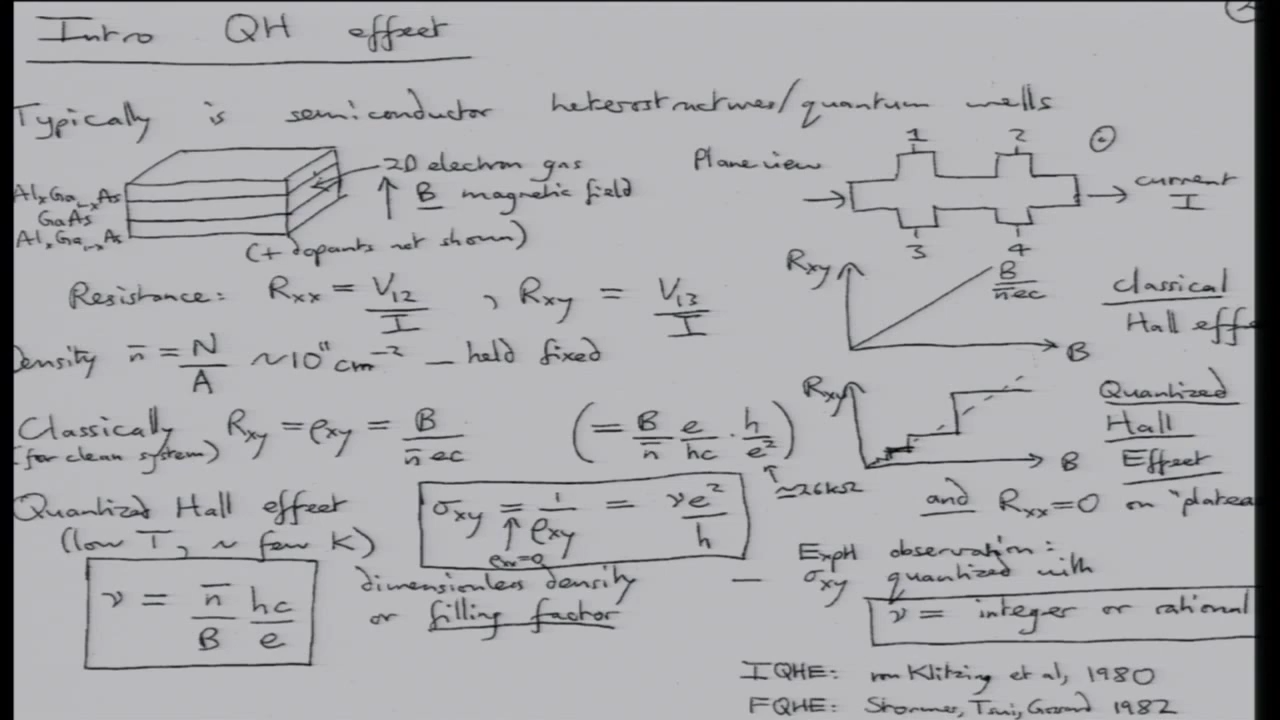 Intro QH effect
Typically is semiconductor heterostructures/quantum wells
2D electron gas
B magnetic field
AlxGa1-xAs
GaAs
AlxGa1-xAs
(+ dopants not shown)
Plane view
1 2
current
I
3 4
Resistance: Rxx = V12/I , Rxy = V13/I
Rxy
B/n̄ec
B
Classical
Hall effe
Density n̄ = N/A ~10^11 cm^-2 — held fixed
Classically Rxy = ρxy = B/n̄ec (= B/n̄ e/hc · h/e²)
(for clean system)
≃26kΩ
Rxy
B
Quantized
Hall
Effect
and Rxx=0 on "platea
Quantized Hall effect
(low T, ~ few K)
σxy = 1/ρxy = νe²/h
ρxx=0
ν = n̄/B hc/e
dimensionless density
or filling factor
— Exptl observation:
σxy quantized with
ν = integer or rational
IQHE: von Klitzing et al, 1980
FQHE: Stormer, Tsui, Gossard 1982